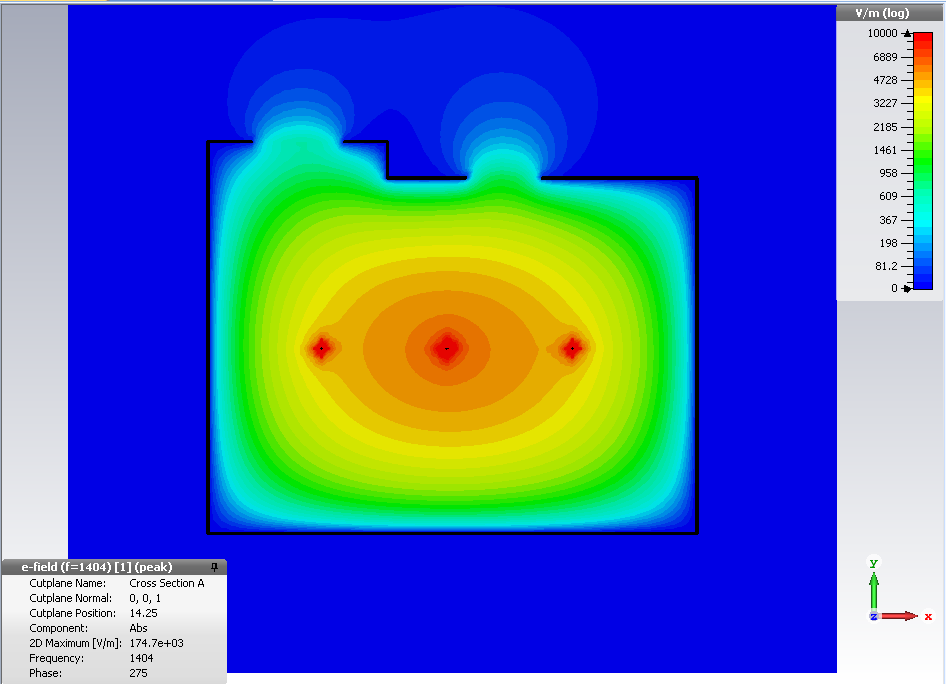 V/m (log)
10000
6889
4728
3227
2185
1461
958
609
367
198
81.2
0
e-field (f=1404) [1] (peak)
Cutplane Name: Cross Section A
Cutplane Normal: 0, 0, 1
Cutplane Position: 14.25
Component: Abs
2D Maximum [V/m]: 174.7e+03
Frequency: 1404
Phase: 275
y
z
x